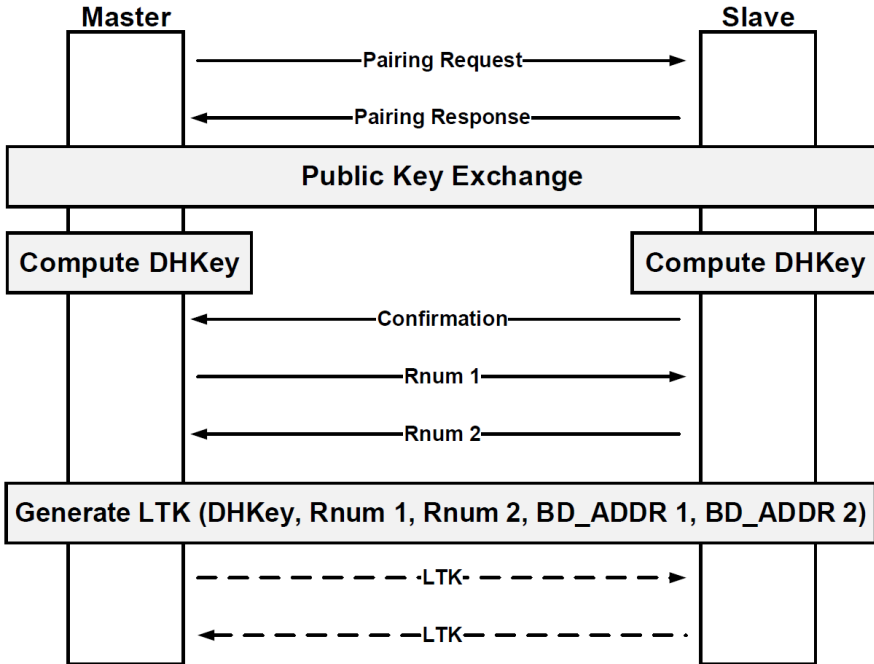 Master
Slave
Pairing Request
Pairing Response
Public Key Exchange
Compute DHKey
Compute DHKey
Confirmation
Rnum 1
Rnum 2
Generate LTK (DHKey, Rnum 1, Rnum 2, BD_ADDR 1, BD_ADDR 2)
LTK
LTK